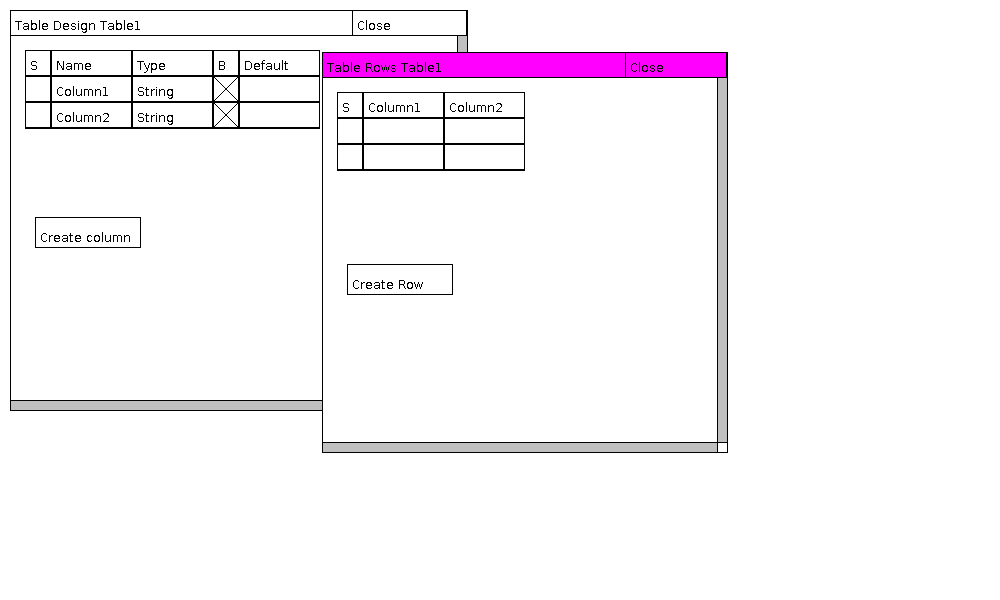 Table Design Table1 Close
S Name Type B Default
Column1 String
Column2 String
Create column
Table Rows Table1 Close
S Column1 Column2
Create Row